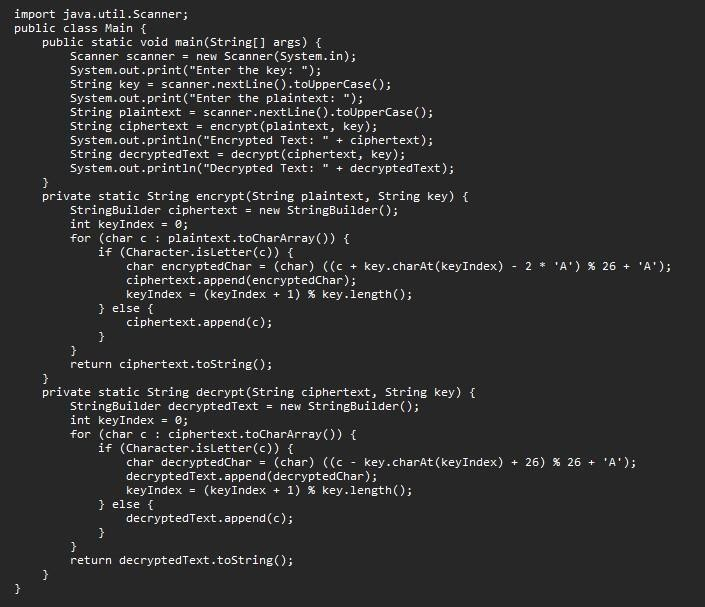 import java.util.Scanner;
public class Main {
    public static void main(String[] args) {
        Scanner scanner = new Scanner(System.in);
        System.out.print("Enter the key: ");
        String key = scanner.nextLine().toUpperCase();
        System.out.print("Enter the plaintext: ");
        String plaintext = scanner.nextLine().toUpperCase();
        String ciphertext = encrypt(plaintext, key);
        System.out.println("Encrypted Text: " + ciphertext);
        String decryptedText = decrypt(ciphertext, key);
        System.out.println("Decrypted Text: " + decryptedText);
    }
    private static String encrypt(String plaintext, String key) {
        StringBuilder ciphertext = new StringBuilder();
        int keyIndex = 0;
        for (char c : plaintext.toCharArray()) {
            if (Character.isLetter(c)) {
                char encryptedChar = (char) ((c + key.charAt(keyIndex) - 2 * 'A') % 26 + 'A');
                ciphertext.append(encryptedChar);
                keyIndex = (keyIndex + 1) % key.length();
            } else {
                ciphertext.append(c);
            }
        }
        return ciphertext.toString();
    }
    private static String decrypt(String ciphertext, String key) {
        StringBuilder decryptedText = new StringBuilder();
        int keyIndex = 0;
        for (char c : ciphertext.toCharArray()) {
            if (Character.isLetter(c)) {
                char decryptedChar = (char) ((c - key.charAt(keyIndex) + 26) % 26 + 'A');
                decryptedText.append(decryptedChar);
                keyIndex = (keyIndex + 1) % key.length();
            } else {
                decryptedText.append(c);
            }
        }
        return decryptedText.toString();
    }
}